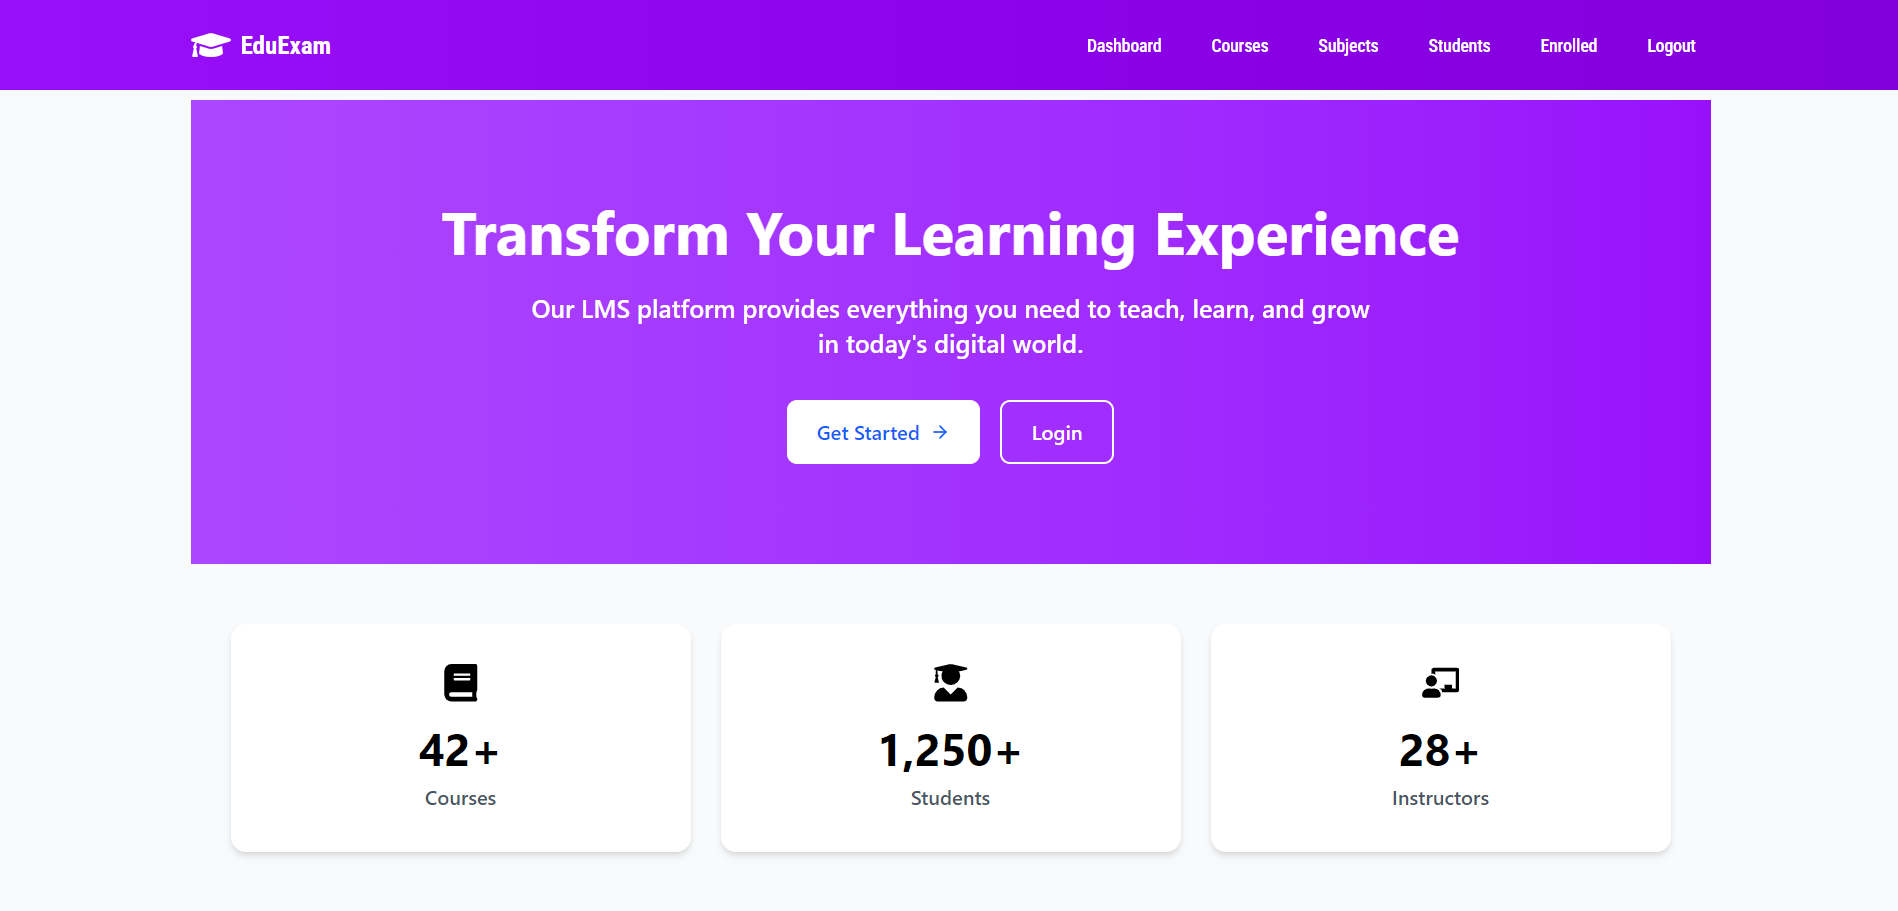 EduExam
Dashboard
Courses
Subjects
Students
Enrolled
Logout
Transform Your Learning Experience
Our LMS platform provides everything you need to teach, learn, and grow
in today's digital world.
Get Started
Login
42+
Courses
1,250+
Students
28+
Instructors